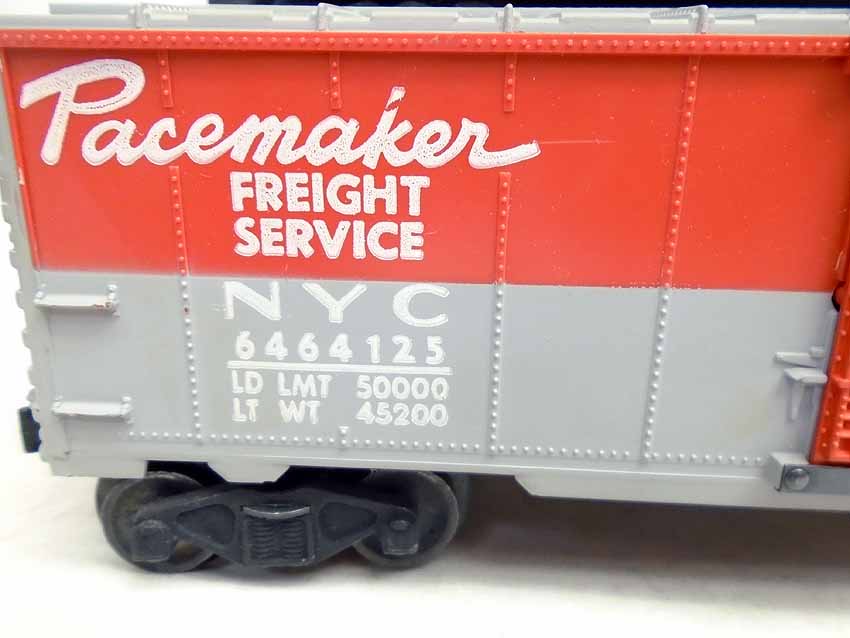 Pacemaker
FREIGHT
SERVICE
NYC
6464125
LD LMT 50000
LT WT 45200